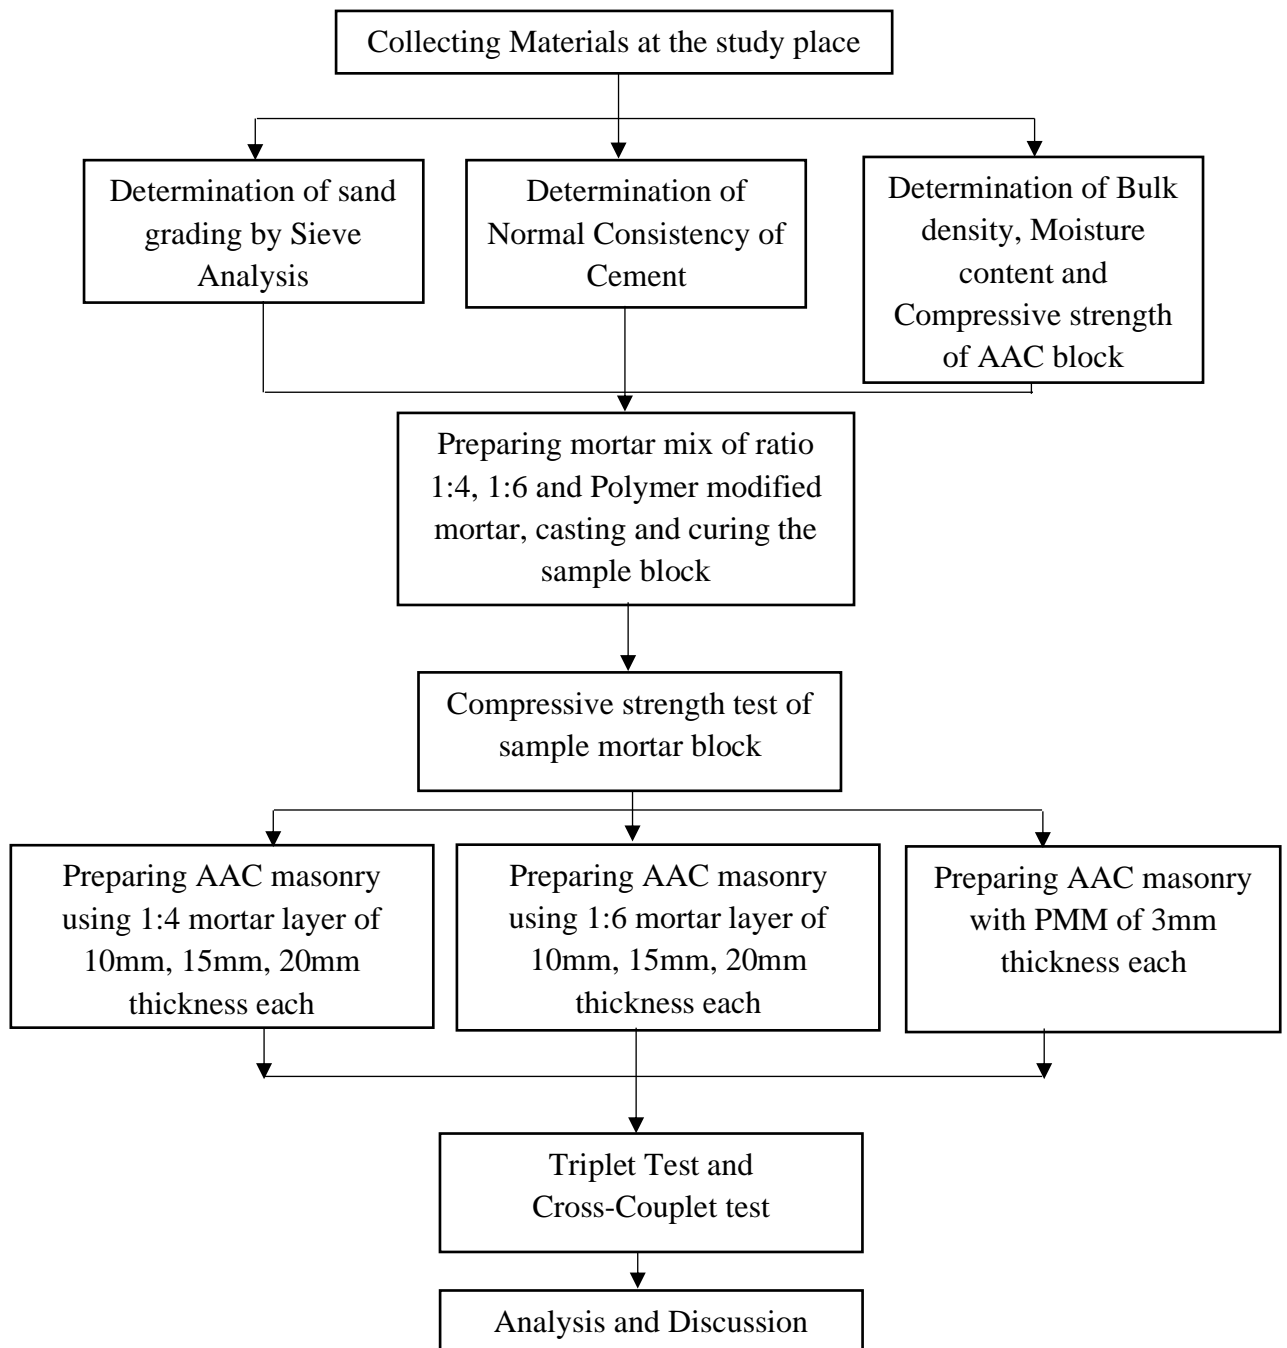 Collecting Materials at the study place
Determination of sand
grading by Sieve
Analysis
Determination of
Normal Consistency of
Cement
Determination of Bulk
density, Moisture
content and
Compressive strength
of AAC block
Preparing mortar mix of ratio
1:4, 1:6 and Polymer modified
mortar, casting and curing the
sample block
Compressive strength test of
sample mortar block
Preparing AAC masonry
using 1:4 mortar layer of
10mm, 15mm, 20mm
thickness each
Preparing AAC masonry
using 1:6 mortar layer of
10mm, 15mm, 20mm
thickness each
Preparing AAC masonry
with PMM of 3mm
thickness each
Triplet Test and
Cross-Couplet test
Analysis and Discussion